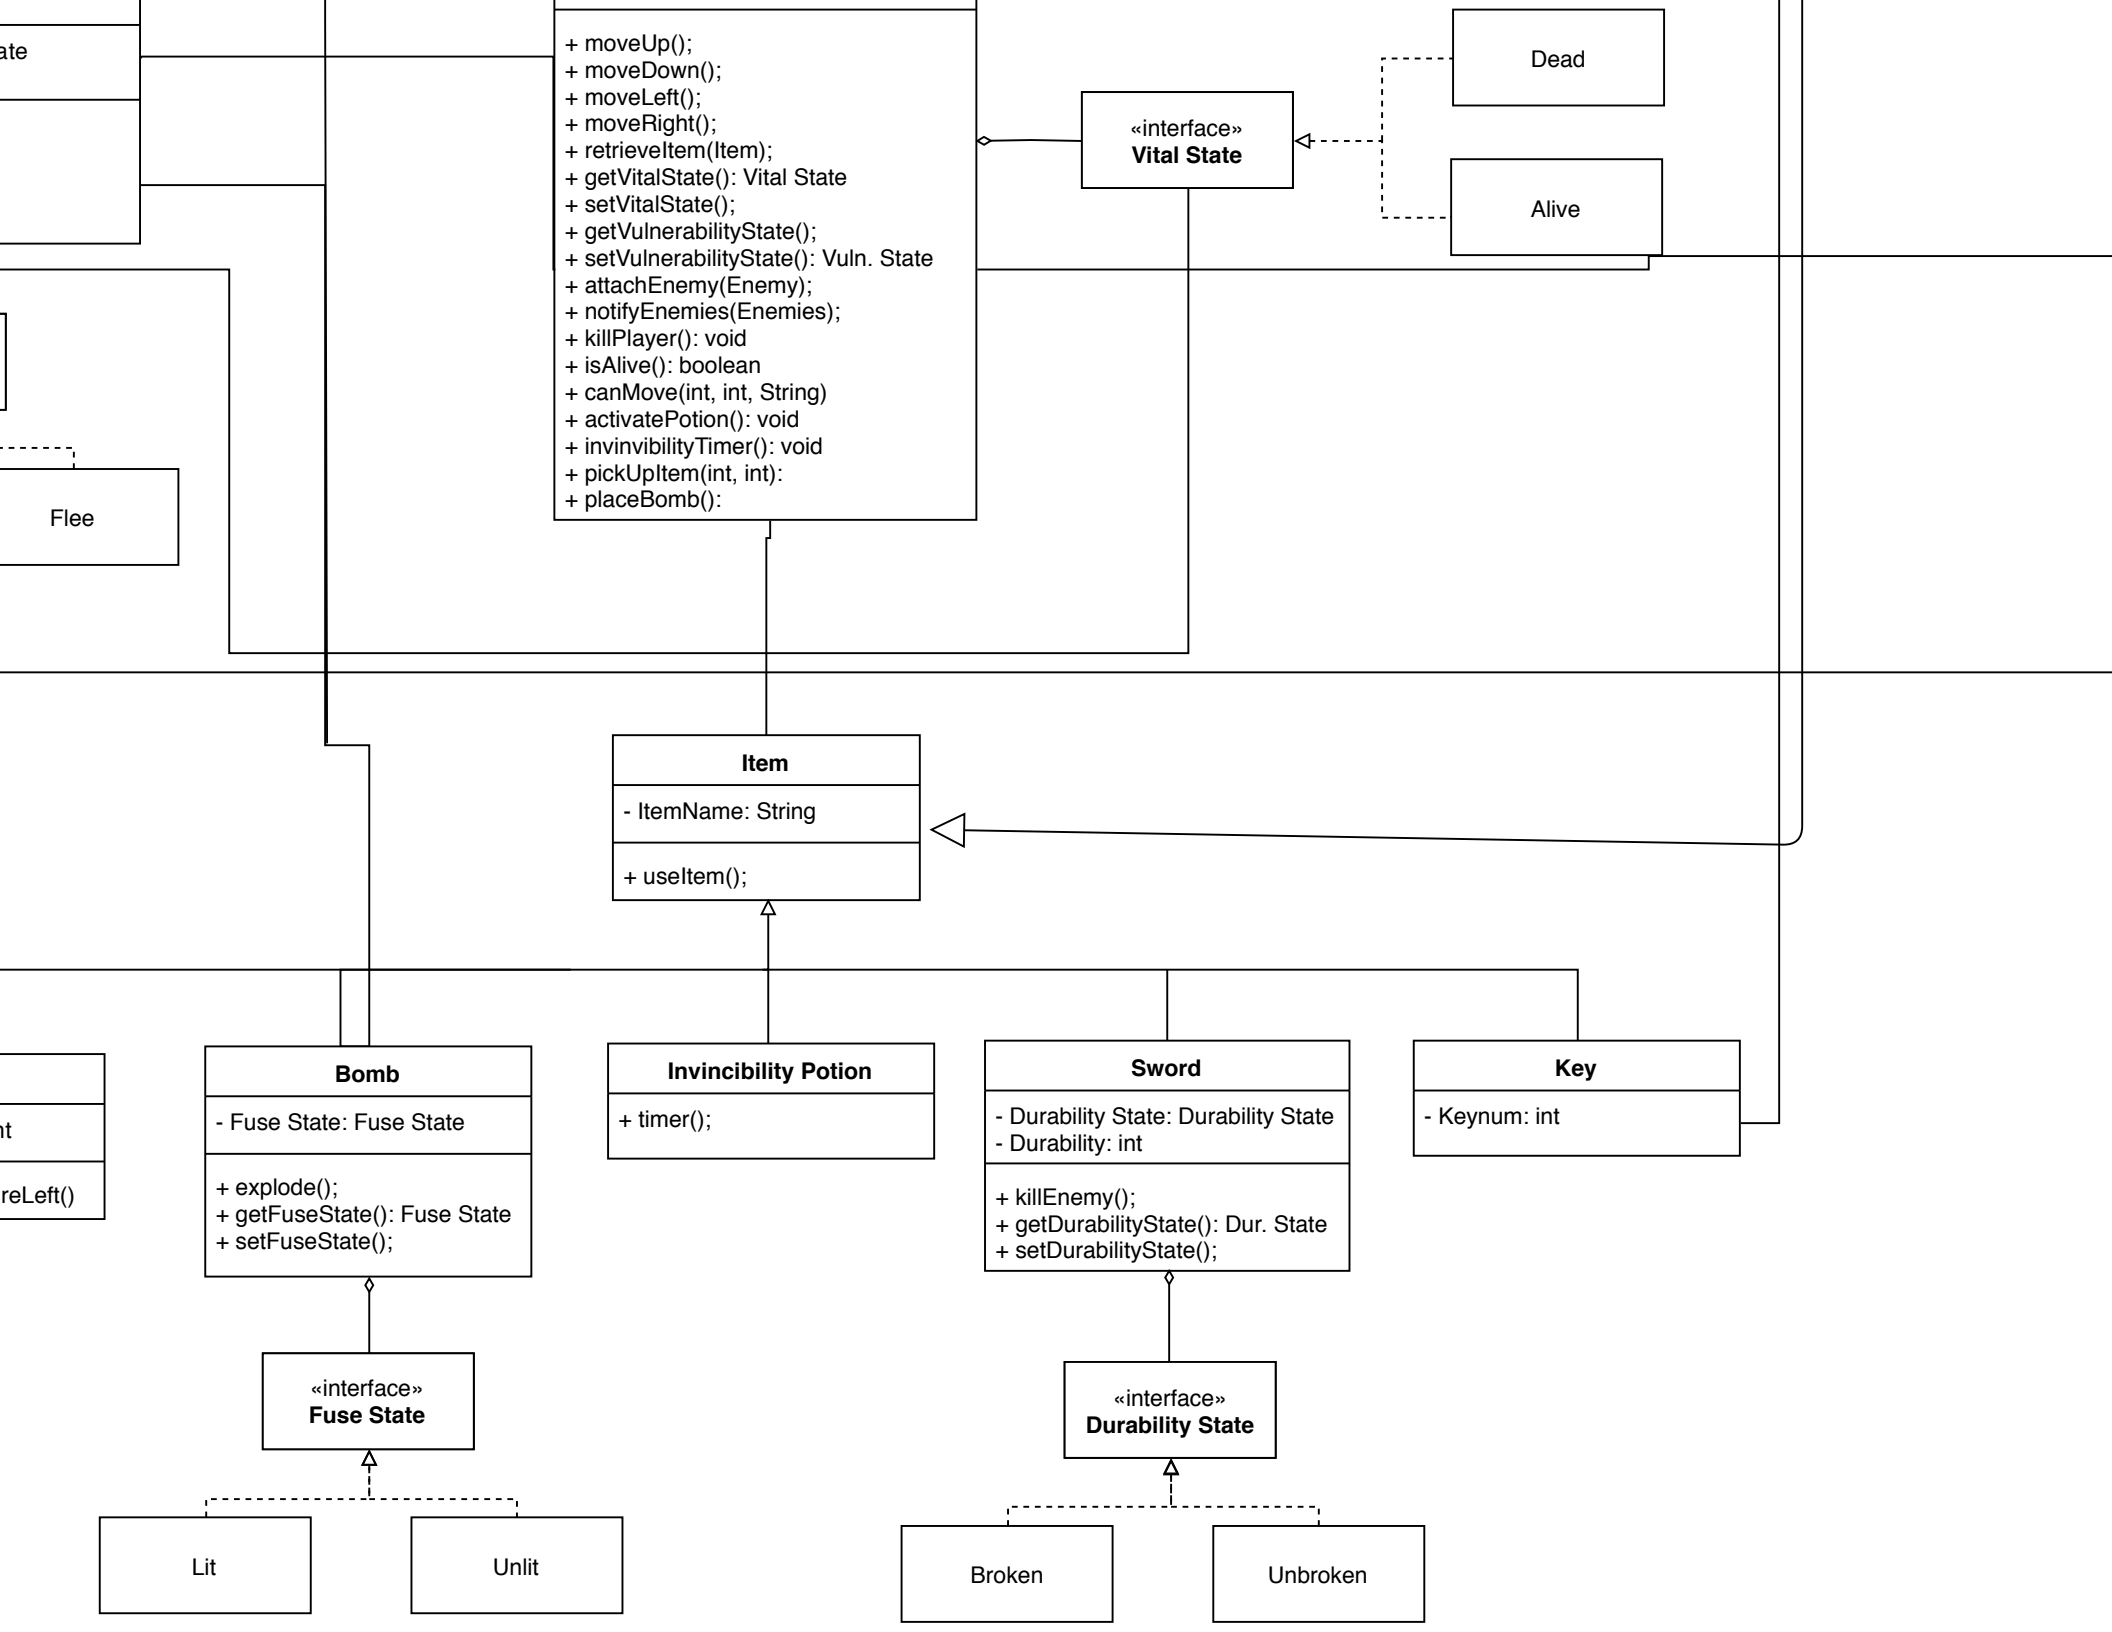 ate
+ moveUp();
+ moveDown();
+ moveLeft();
+ moveRight();
+ retrieveItem(Item);
+ getVitalState(): Vital State
+ setVitalState();
+ getVulnerabilityState();
+ setVulnerabilityState(): Vuln. State
+ attachEnemy(Enemy);
+ notifyEnemies(Enemies);
+ killPlayer(): void
+ isAlive(): boolean
+ canMove(int, int, String)
+ activatePotion(): void
+ invinvibilityTimer(): void
+ pickUpItem(int, int):
+ placeBomb():
«interface»
Vital State
Dead
Alive
Flee
Item
- ItemName: String
+ useItem();
nt
reLeft()
Bomb
- Fuse State: Fuse State
+ explode();
+ getFuseState(): Fuse State
+ setFuseState();
Invincibility Potion
+ timer();
Sword
- Durability State: Durability State
- Durability: int
+ killEnemy();
+ getDurabilityState(): Dur. State
+ setDurabilityState();
Key
- Keynum: int
«interface»
Fuse State
Lit
Unlit
«interface»
Durability State
Broken
Unbroken